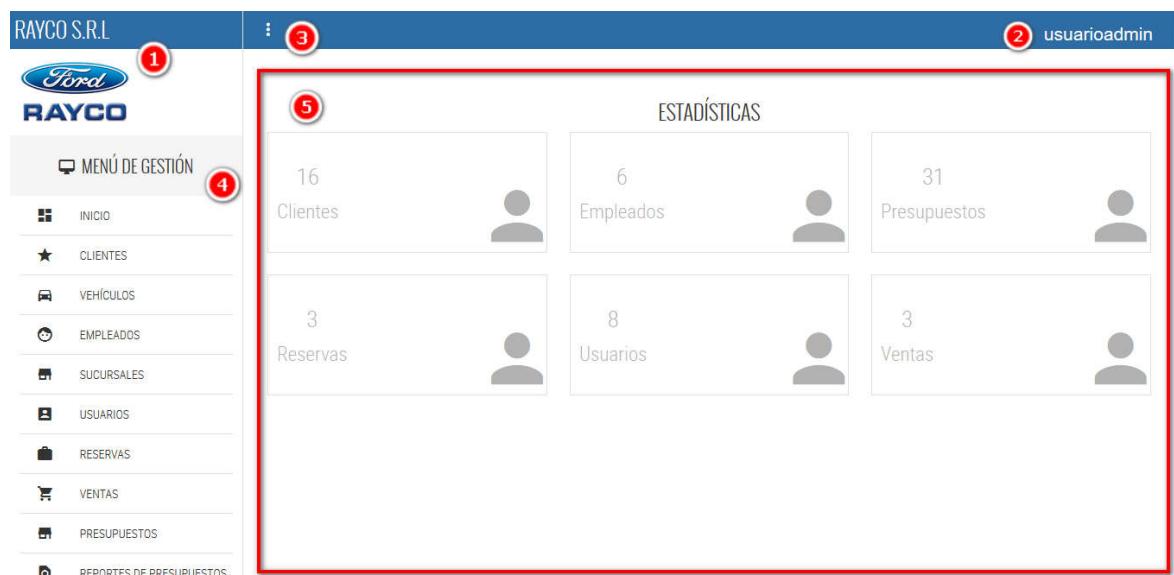 RAYCO S.R.L
1
3
2 usuarioadmin
Ford
RAYCO
MENÚ DE GESTIÓN
4
INICIO
CLIENTES
VEHÍCULOS
EMPLEADOS
SUCURSALES
USUARIOS
RESERVAS
VENTAS
PRESUPUESTOS
REPORTES DE PRESUPUESTOS
5
ESTADÍSTICAS
16
Clientes
6
Empleados
31
Presupuestos
3
Reservas
8
Usuarios
3
Ventas